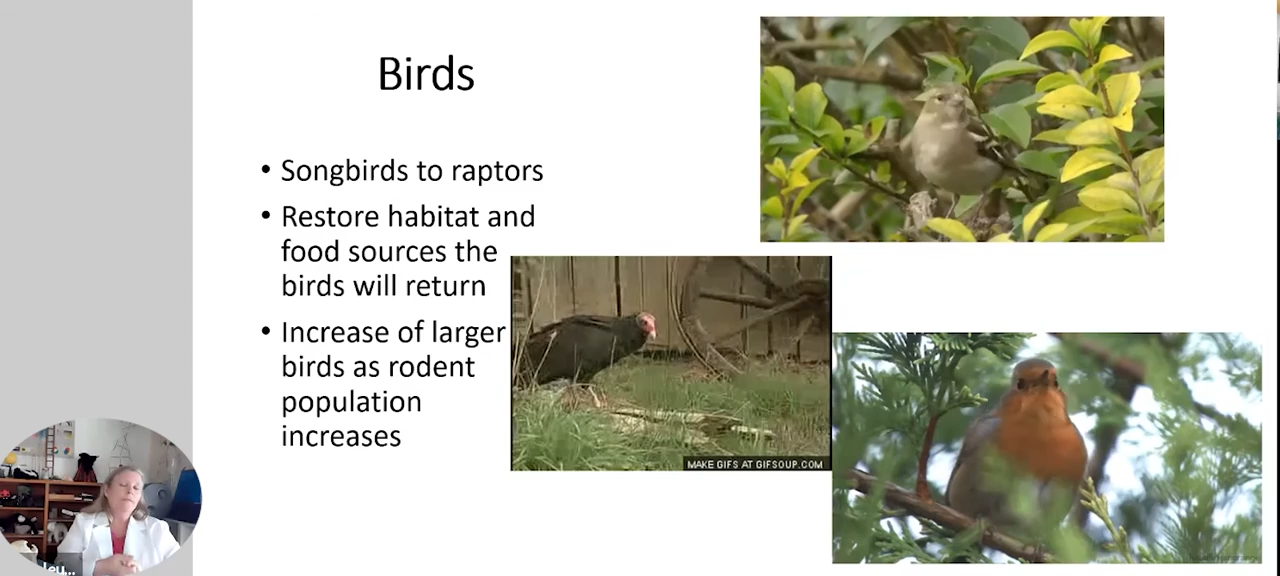 Birds
• Songbirds to raptors
• Restore habitat and
food sources the
birds will return
• Increase of larger
birds as rodent
population
increases
MAKE GIFS AT GIFSOUP.COM